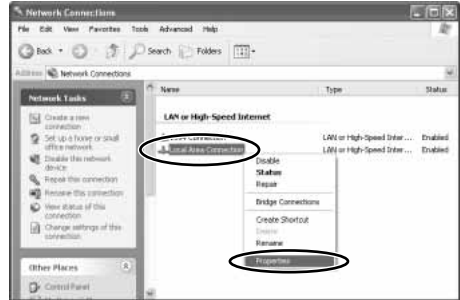 Network Connections
File Edit View Favorites Tools Advanced Help
Back Search Folders
Address Network Connections
Name Type Status
Network Tasks
Create a new connection
Set up a home or small office network
Disable this network device
Repair this connection
Rename this connection
View status of this connection
Change settings of this connection
Other Places
Control Panel
LAN or High-Speed Internet
Connection LAN or High-Speed Inter... Enabled
Local Area Connection LAN or High-Speed Inter... Enabled
Disable
Status
Repair
Bridge Connections
Create Shortcut
Delete
Rename
Properties